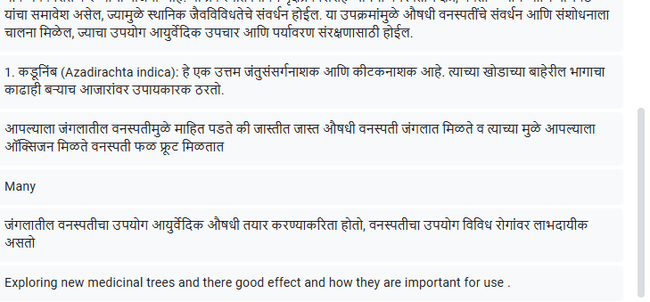 यांचा समावेश असेल, ज्यामुळे स्थानिक जैवविविधतेचे संवर्धन होईल. या उपक्रमांमुळे औषधी वनस्पतींचे संवर्धन आणि संशोधनाला
चालना मिळेल, ज्याचा उपयोग आयुर्वेदिक उपचार आणि पर्यावरण संरक्षणासाठी होईल.
1. कडूनिंब (Azadirachta indica): हे एक उत्तम जंतुसंसर्गनाशक आणि कीटकनाशक आहे. त्याच्या खोडाच्या बाहेरील भागाचा
काढाही बऱ्याच आजारांवर उपायकारक ठरतो.
आपल्याला जंगलातील वनस्पतीमुळे माहित पडते की जास्तीत जास्त औषधी वनस्पती जंगलात मिळते व त्याच्या मुळे आपल्याला
ऑक्सिजन मिळते वनस्पती फळ फ्रूट मिळतात
Many
जंगलातील वनस्पतीचा उपयोग आयुर्वेदिक औषधी तयार करण्याकरिता होतो, वनस्पतीचा उपयोग विविध रोगांवर लाभदायीक
असतो
Exploring new medicinal trees and there good effect and how they are important for use .